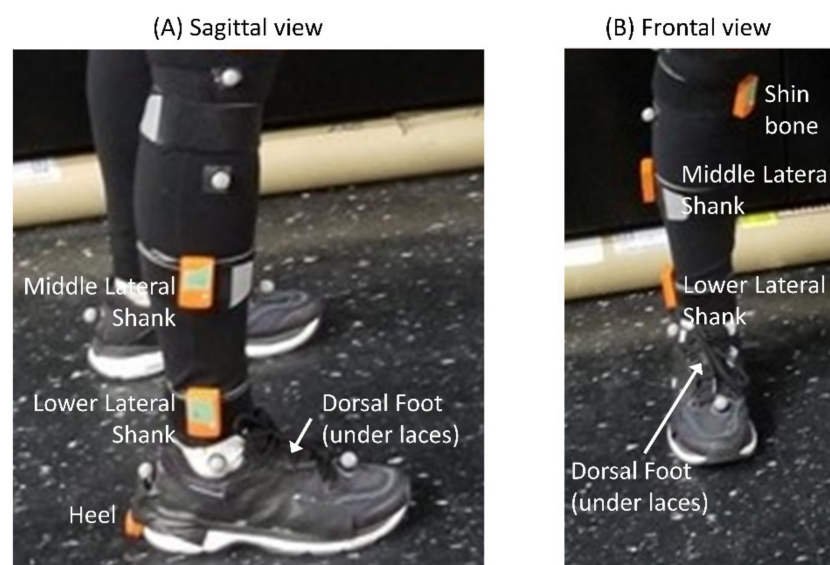 (A) Sagittal view
(B) Frontal view
Middle Lateral
Shank
Lower Lateral
Shank
Dorsal Foot
(under laces)
Heel
Shin
bone
Middle Latera
Shank
Lower Lateral
Shank
Dorsal Foot
(under laces)